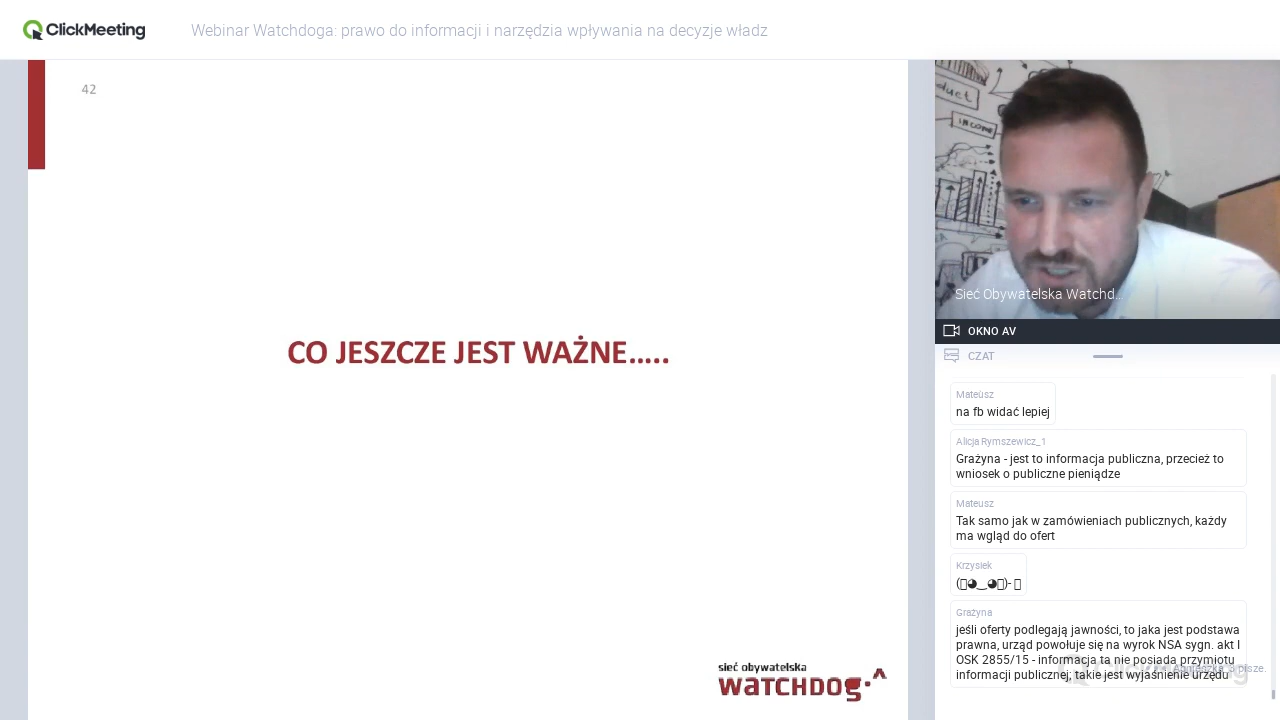 ClickMeeting
Webinar Watchdoga: prawo do informacji i narzędzia wpływania na decyzje władz
42
CO JESZCZE JEST WAŻNE.....
sieć obywatelska
WATCHDOG
duct
INCOME
Sieć Obywatelska Watchd...
OKNO AV
CZAT
Mateùsz
na fb widać lepiej
Alicja Rymszewicz_1
Grażyna - jest to informacja publiczna, przecież to
wniosek o publiczne pieniądze
Mateusz
Tak samo jak w zamówieniach publicznych, każdy
ma wgląd do ofert
Krzysiek
Grażyna
jeśli oferty podlegają jawności, to jaka jest podstawa
prawna, urząd powołuje się na wyrok NSA sygn. akt I
OSK 2855/15 - informacja ta nie posiada przymiotu
informacji publicznej, takie jest wyjaśnienie urzędu
pisze.